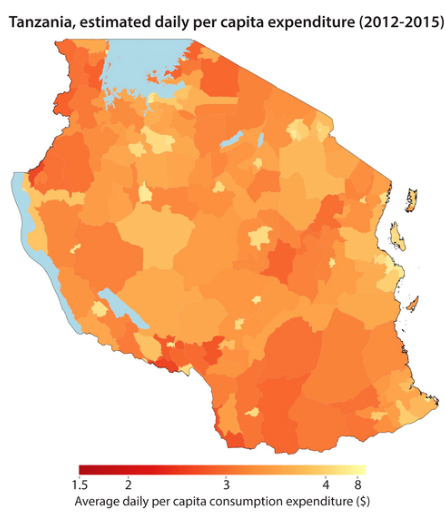 Tanzania, estimated daily per capita expenditure (2012-2015)
1.5 2 3 4 8
Average daily per capita consumption expenditure ($)